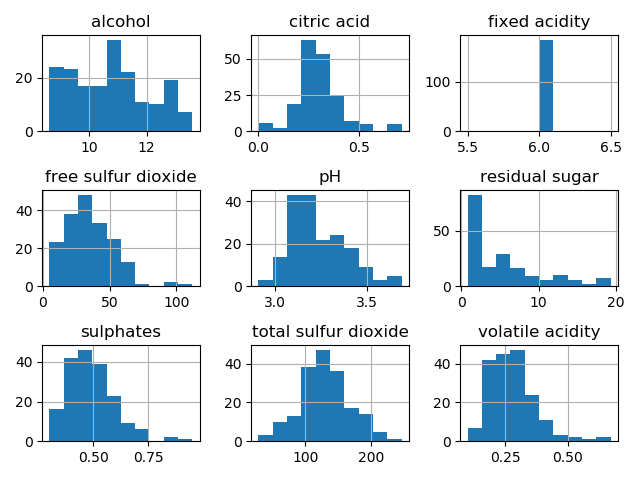 alcohol
20
0
10 12
citric acid
50
25
0
0.0 0.5
fixed acidity
100
0
5.5 6.0 6.5
free sulfur dioxide
40
20
0
0 50 100
pH
40
20
0
3.0 3.5
residual sugar
50
0
0 10 20
sulphates
40
20
0
0.50 0.75
total sulfur dioxide
40
20
0
100 200
volatile acidity
40
20
0
0.25 0.50